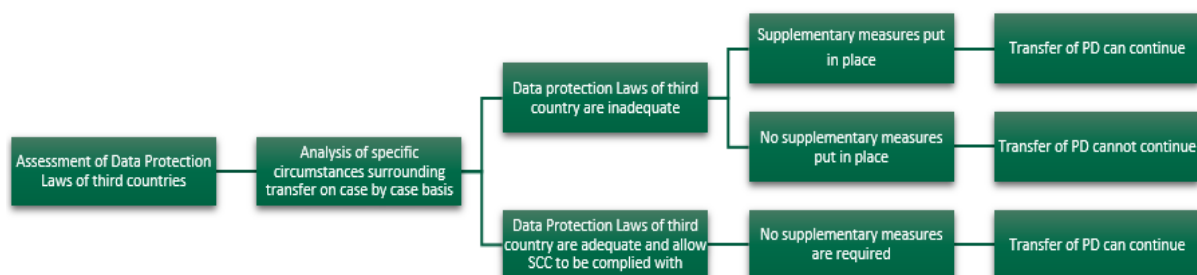 Assessment of Data Protection
Laws of third countries
Analysis of specific
circumstances surrounding
transfer on case by case basis
Data protection Laws of third
country are inadequate
Supplementary measures put
in place
Transfer of PD can continue
No supplementary measures
put in place
Transfer of PD cannot continue
Data Protection Laws of third
country are adequate and allow
SCC to be complied with
No supplementary measures
are required
Transfer of PD can continue